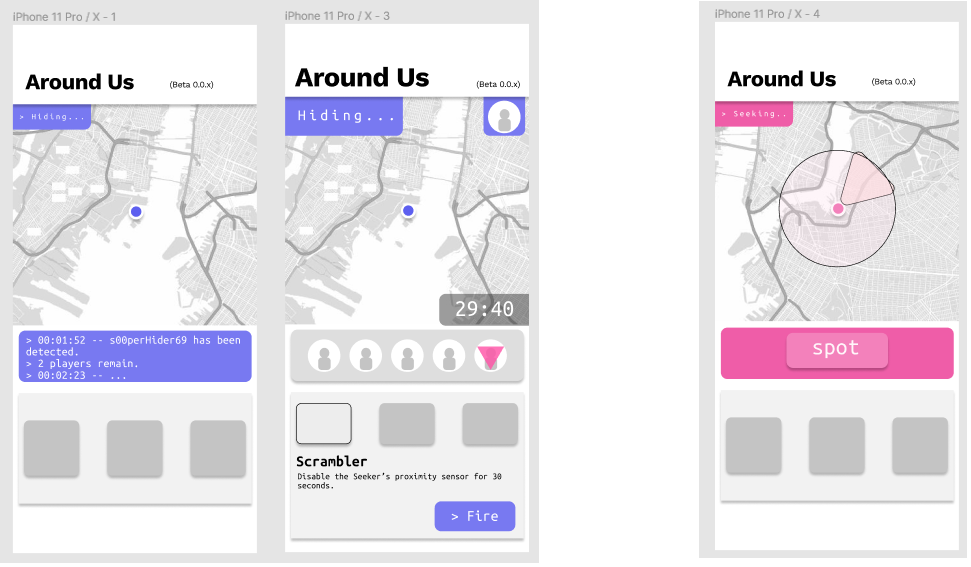 iPhone 11 Pro / X - 1
Around Us
(Beta 0.0.x)
> Hiding...
> 00:01:52 -- s00perHider69 has been
detected.
> 2 players remain.
> 00:02:23 -- ...
iPhone 11 Pro / X - 3
Around Us
(Beta 0.0.x)
Hiding...
29:40
Scrambler
Disable the Seeker's proximity sensor for 30
seconds.
> Fire
iPhone 11 Pro / X - 4
Around Us
(Beta 0.0.x)
> Seeking..
spot